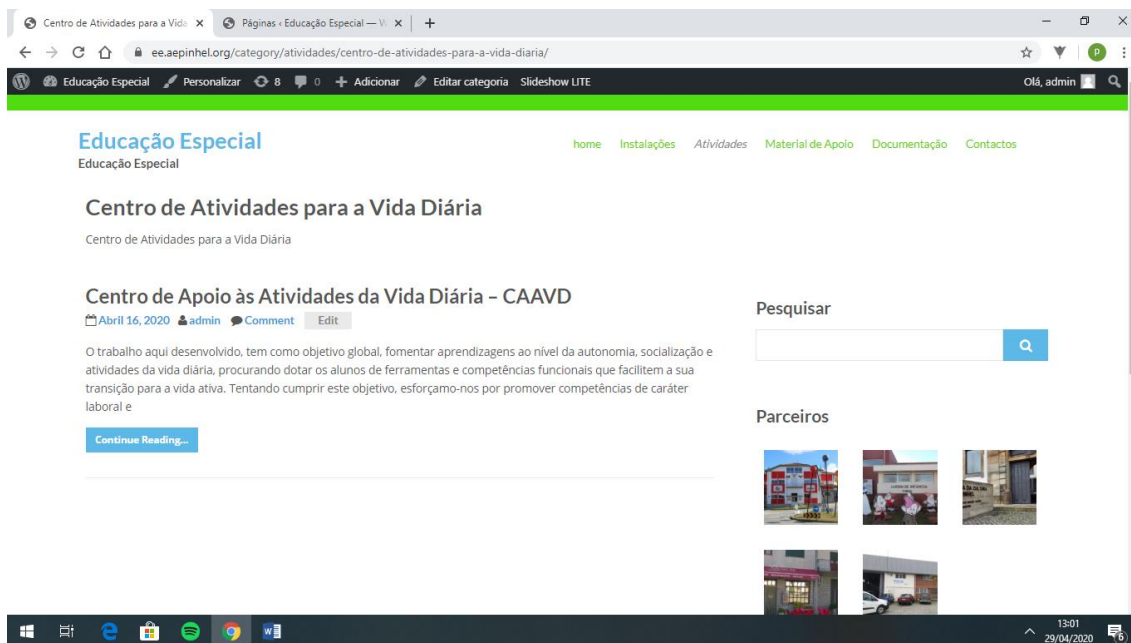 Centro de Atividades para a Vida
Páginas ‹ Educação Especial —
ee.aepinhel.org/category/atividades/centro-de-atividades-para-a-vida-diaria/
p
Educação Especial Personalizar 8 0 Adicionar Editar categoria Slideshow LITE Olá, admin
Educação Especial
Educação Especial
home Instalações Atividades Material de Apoio Documentação Contactos
Centro de Atividades para a Vida Diária
Centro de Atividades para a Vida Diária
Centro de Apoio às Atividades da Vida Diária – CAAVD
Abril 16, 2020 admin Comment Edit
O trabalho aqui desenvolvido, tem como objetivo global, fomentar aprendizagens ao nível da autonomia, socialização e
atividades da vida diária, procurando dotar os alunos de ferramentas e competências funcionais que facilitem a sua
transição para a vida ativa. Tentando cumprir este objetivo, esforçamo-nos por promover competências de caráter
laboral e
Continue Reading...
Pesquisar
Parceiros
13:01
29/04/2020
6